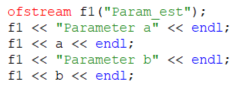 ofstream f1("Param_est");
f1 << "Parameter a" << endl;
f1 << a << endl;
f1 << "Parameter b" << endl;
f1 << b << endl;